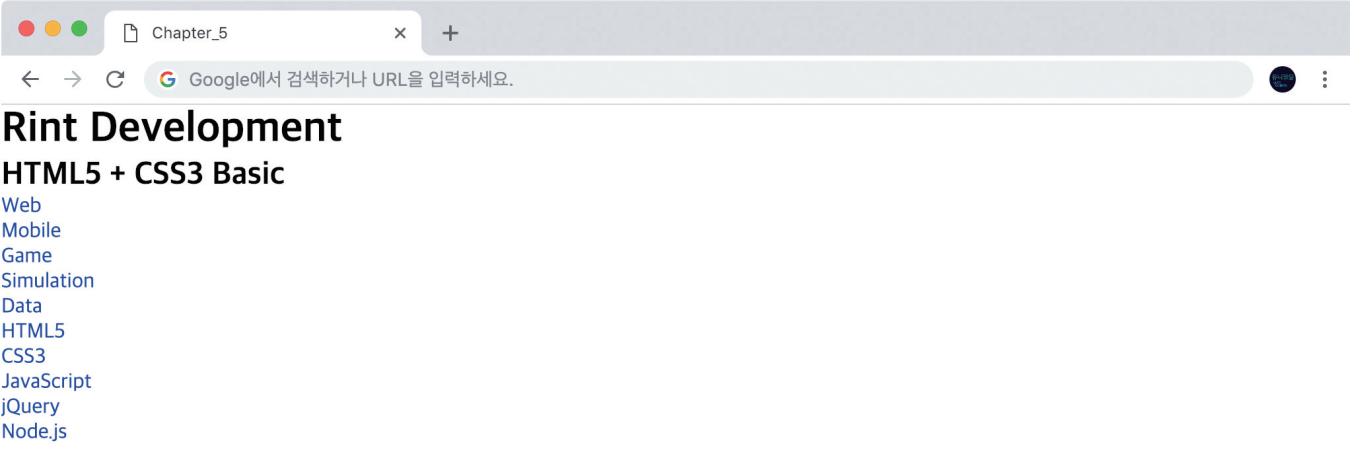 Chapter_5
Google에서 검색하거나 URL을 입력하세요.
Rint Development
HTML5 + CSS3 Basic
Web
Mobile
Game
Simulation
Data
HTML5
CSS3
JavaScript
jQuery
Node.js